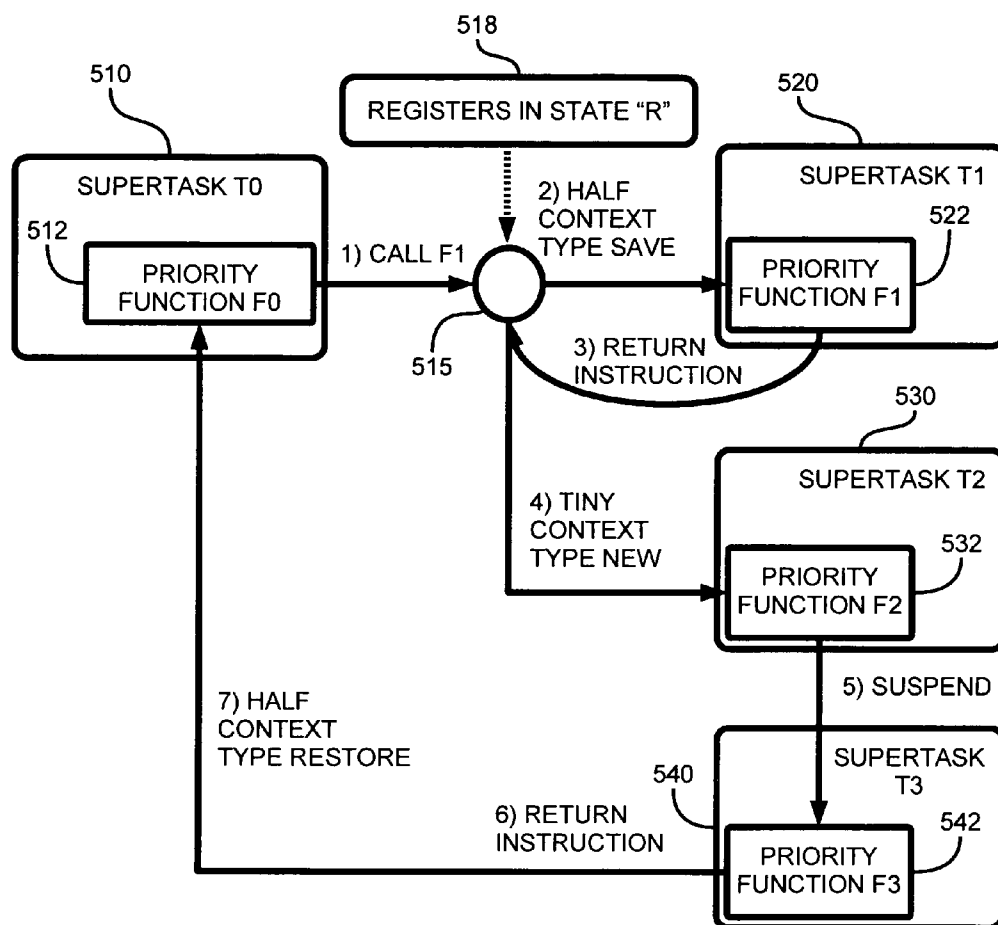 518
510
520
REGISTERS IN STATE "R"
SUPERTASK T0
SUPERTASK T1
512
2) HALF
CONTEXT
TYPE SAVE
522
1) CALL F1
PRIORITY
FUNCTION F0
PRIORITY
FUNCTION F1
515
3) RETURN
INSTRUCTION
530
SUPERTASK T2
4) TINY
CONTEXT
TYPE NEW
532
PRIORITY
FUNCTION F2
5) SUSPEND
7) HALF
CONTEXT
TYPE RESTORE
540
SUPERTASK
T3
6) RETURN
INSTRUCTION
542
PRIORITY
FUNCTION F3